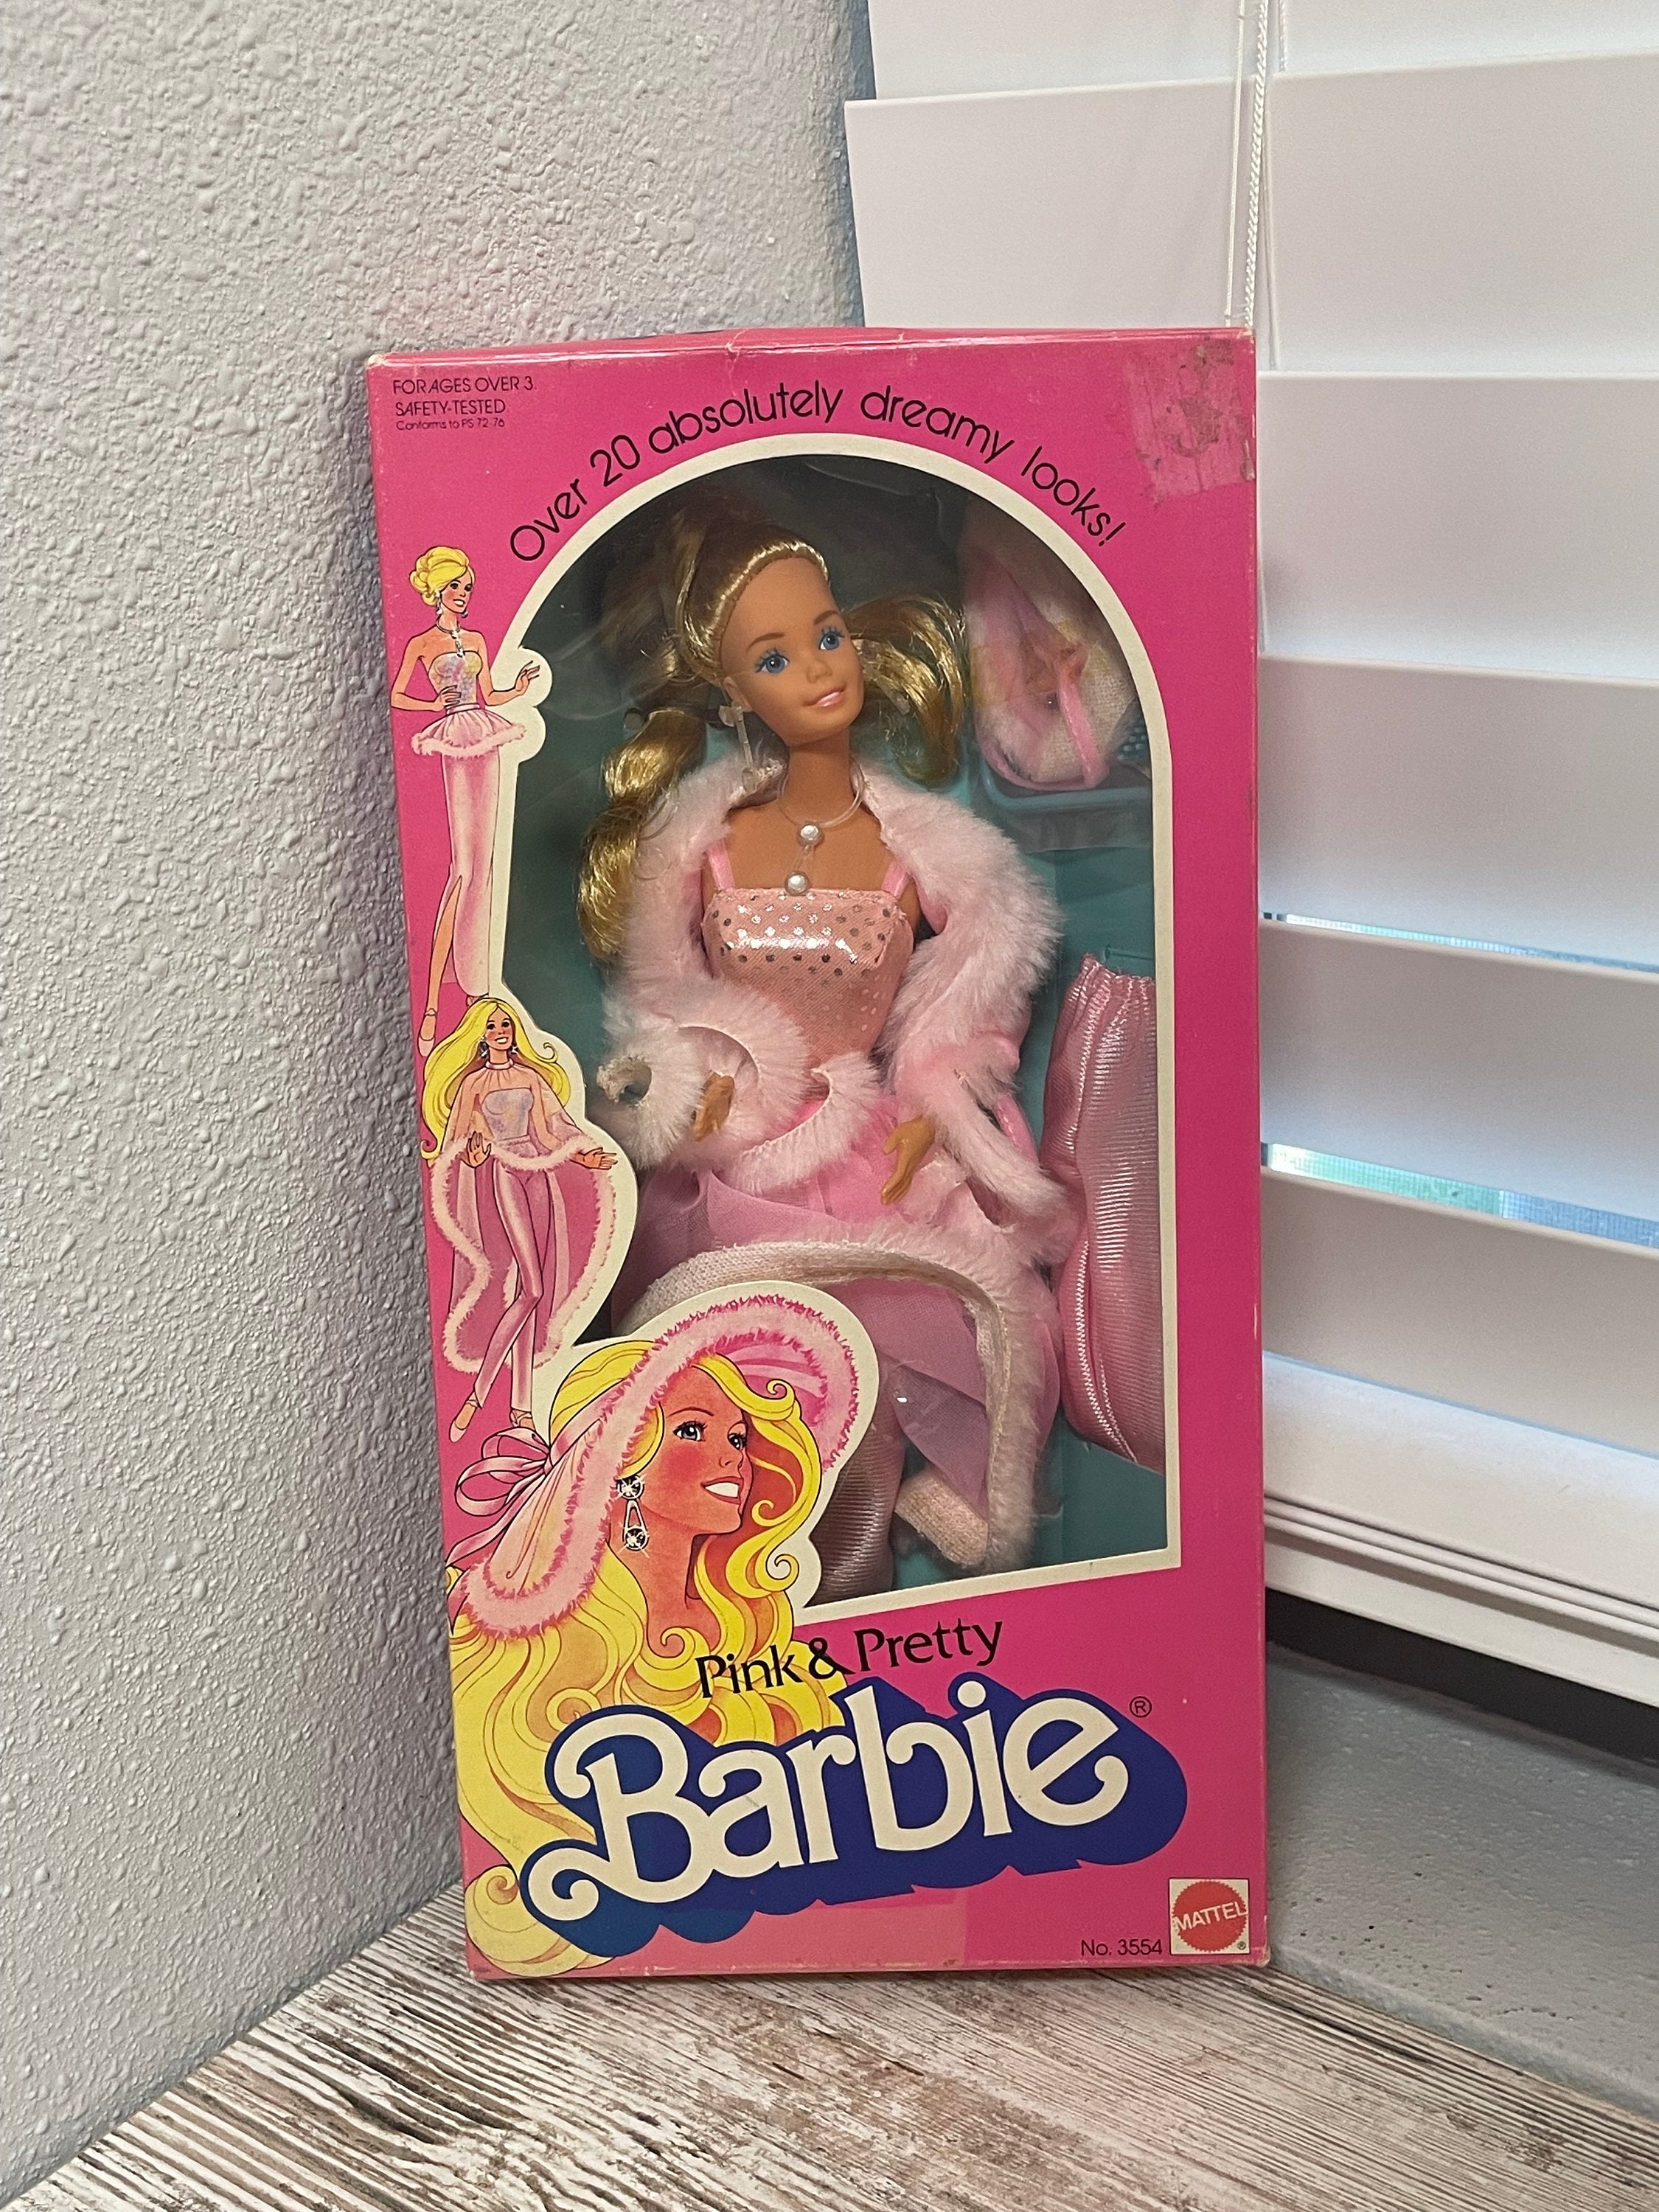 FOR AGES OVER 3.
SAFETY-TESTED
Conforms to PS 72-76
Over 20 absolutely dreamy looks!
Pink & Pretty
Barbie®
MATTEL®
No. 3554